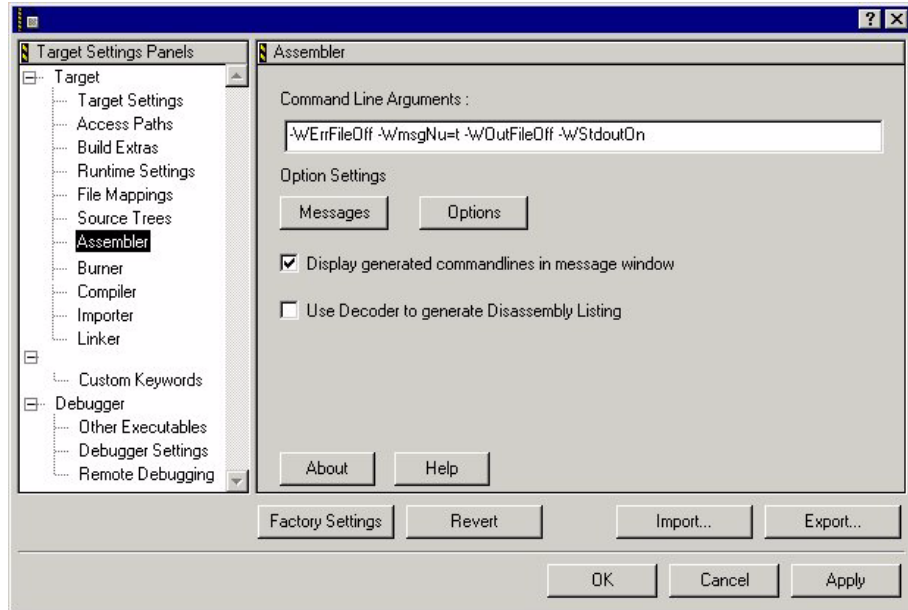 Target Settings Panels
Target
Target Settings
Access Paths
Build Extras
Runtime Settings
File Mappings
Source Trees
Assembler
Burner
Compiler
Importer
Linker
Custom Keywords
Debugger
Other Executables
Debugger Settings
Remote Debugging
Assembler
Command Line Arguments :
-WErrFileOff -WmsgNu=t -WOutFileOff -WStdoutOn
Option Settings
Messages Options
Display generated commandlines in message window
Use Decoder to generate Disassembly Listing
About Help
Factory Settings Revert Import... Export...
OK Cancel Apply